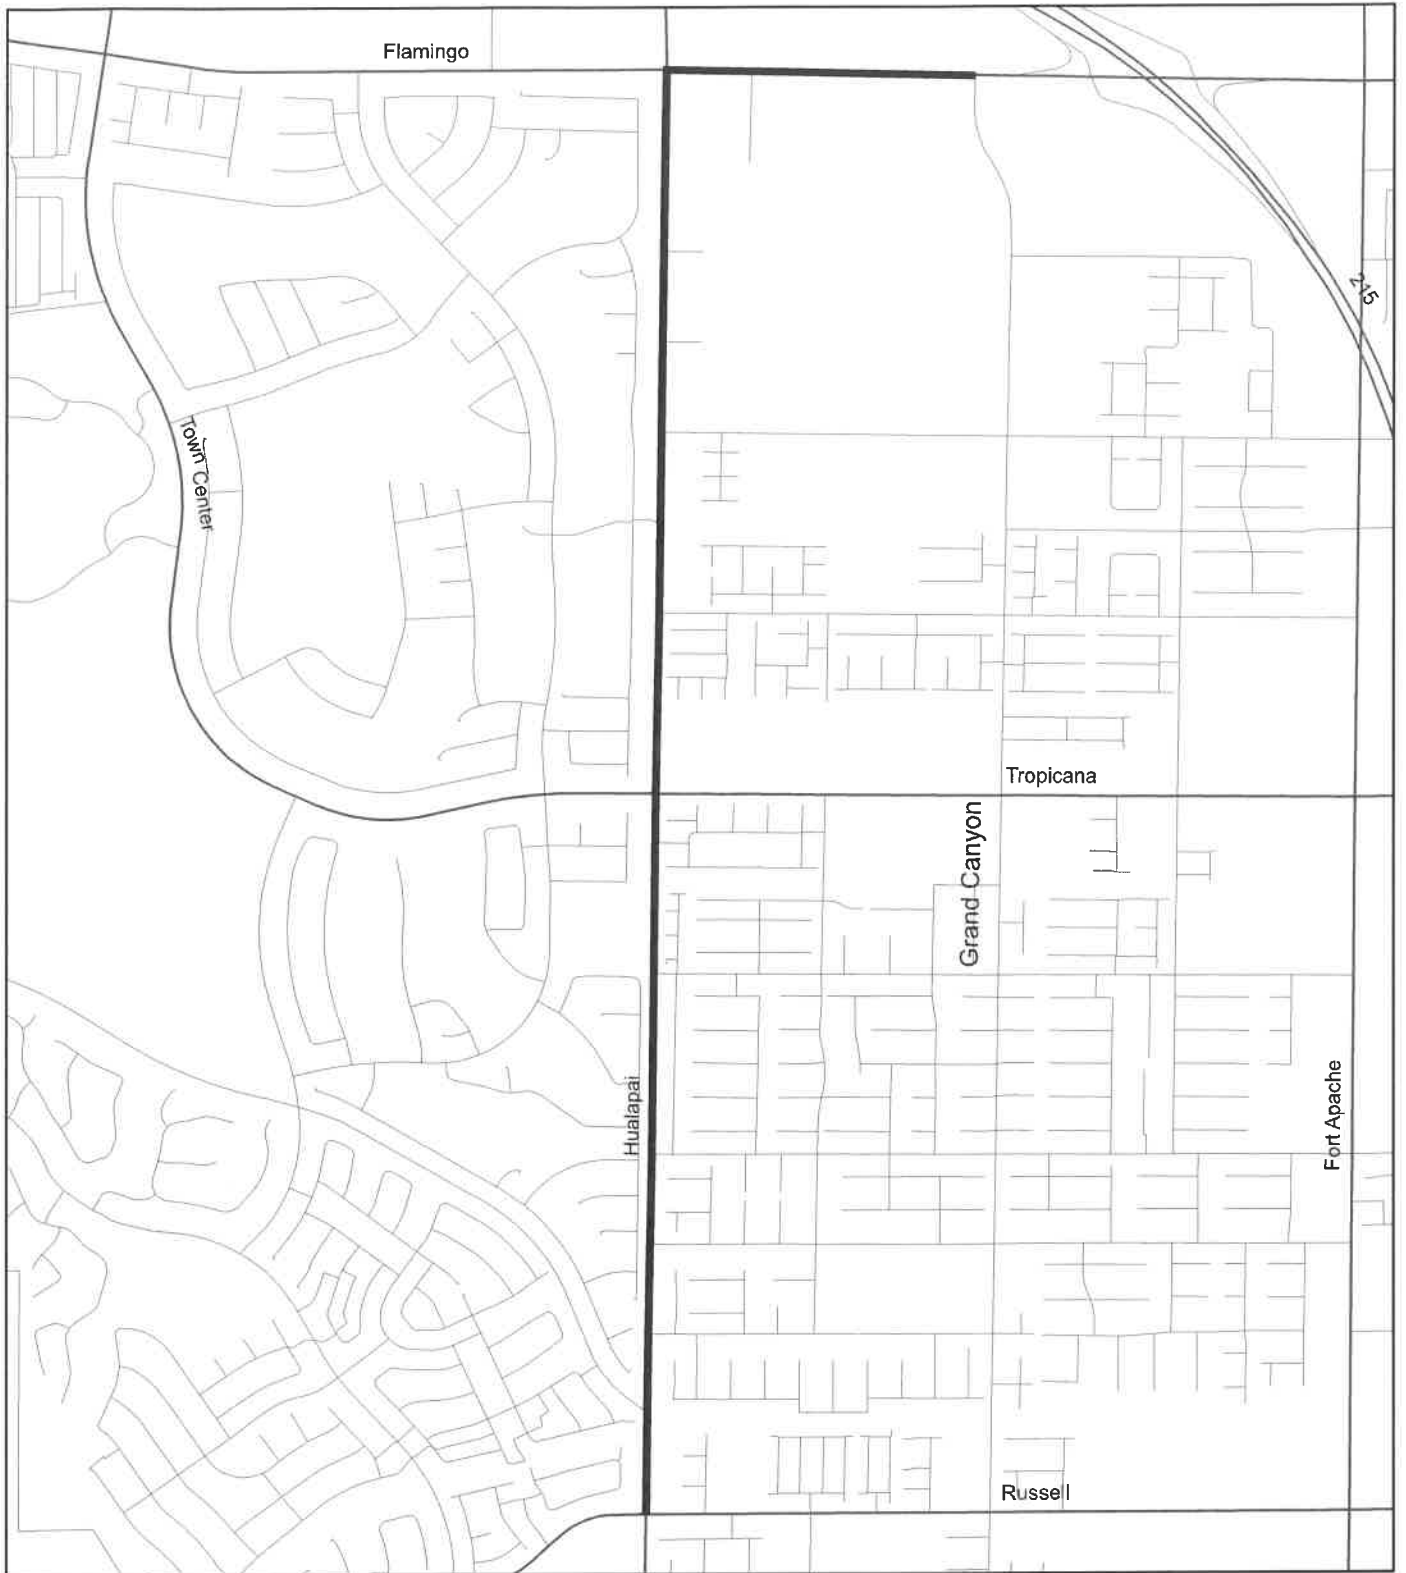 Flamingo
215
Town Center
Tropicana
Grand Canyon
Hualapai
Fort Apache
Russell